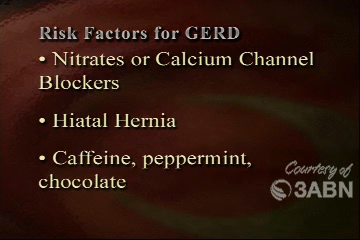 Risk Factors for GERD
• Nitrates or Calcium Channel
Blockers
• Hiatal Hernia
• Caffeine, peppermint,
chocolate
Courtesy of
3ABN